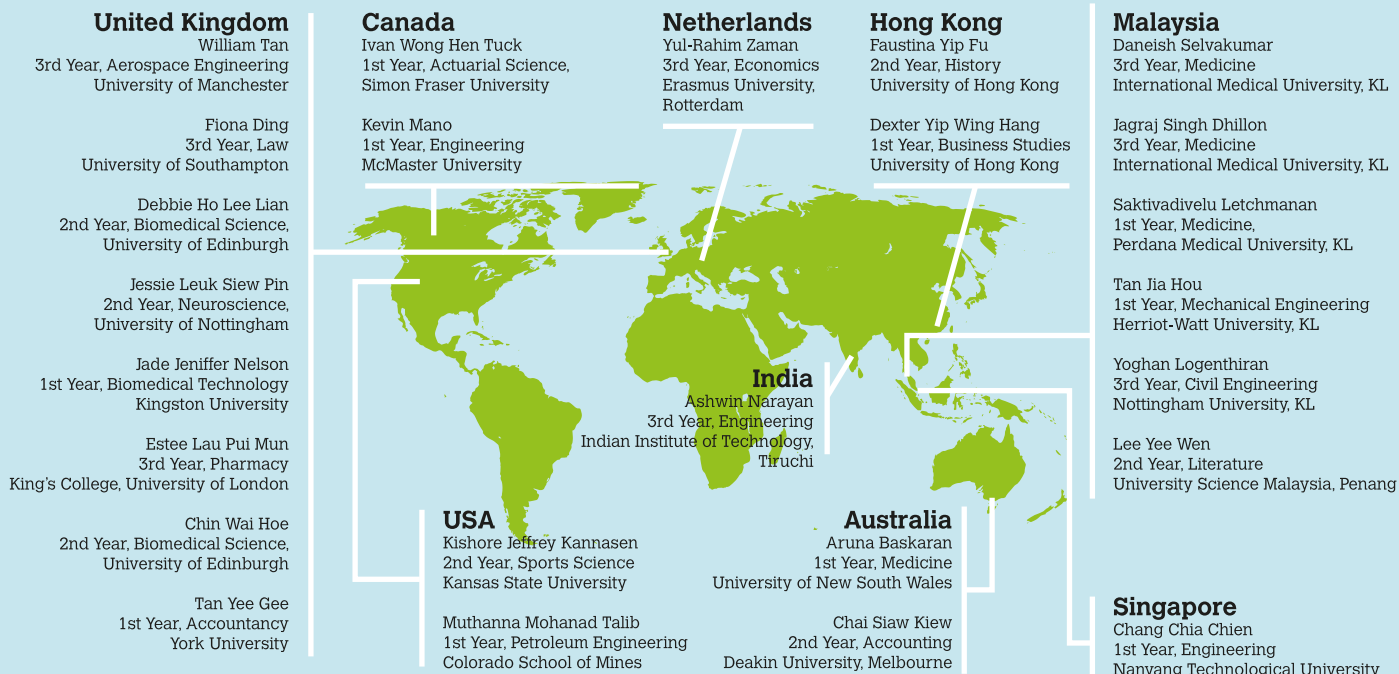 United Kingdom
William Tan
3rd Year, Aerospace Engineering
University of Manchester
Fiona Ding
3rd Year, Law
University of Southampton
Debbie Ho Lee Lian
2nd Year, Biomedical Science,
University of Edinburgh
Jessie Leuk Siew Pin
2nd Year, Neuroscience,
University of Nottingham
Jade Jeniffer Nelson
1st Year, Biomedical Technology
Kingston University
Estee Lau Pui Mun
3rd Year, Pharmacy
King's College, University of London
Chin Wai Hoe
2nd Year, Biomedical Science,
University of Edinburgh
Tan Yee Gee
1st Year, Accountancy
York University
Canada
Ivan Wong Hen Tuck
1st Year, Actuarial Science,
Simon Fraser University
Kevin Mano
1st Year, Engineering
McMaster University
Netherlands
Yul-Rahim Zaman
3rd Year, Economics
Erasmus University,
Rotterdam
Hong Kong
Faustina Yip Fu
2nd Year, History
University of Hong Kong
Dexter Yip Wing Hang
1st Year, Business Studies
University of Hong Kong
Malaysia
Daneish Selvakumar
3rd Year, Medicine
International Medical University, KL
Jagraj Singh Dhillon
3rd Year, Medicine
International Medical University, KL
Saktivadivelu Letchmanan
1st Year, Medicine,
Perdana Medical University, KL
Tan Jia Hou
1st Year, Mechanical Engineering
Herriot-Watt University, KL
Yoghan Logenthiran
3rd Year, Civil Engineering
Nottingham University, KL
Lee Yee Wen
2nd Year, Literature
University Science Malaysia, Penang
India
Ashwin Narayan
3rd Year, Engineering
Indian Institute of Technology,
Tiruchi
USA
Kishore Jeffrey Kannasen
2nd Year, Sports Science
Kansas State University
Muthanna Mohanad Talib
1st Year, Petroleum Engineering
Colorado School of Mines
Australia
Aruna Baskaran
1st Year, Medicine
University of New South Wales
Chai Siaw Kiew
2nd Year, Accounting
Deakin University, Melbourne
Singapore
Chang Chia Chien
1st Year, Engineering
Nanyang Technological University